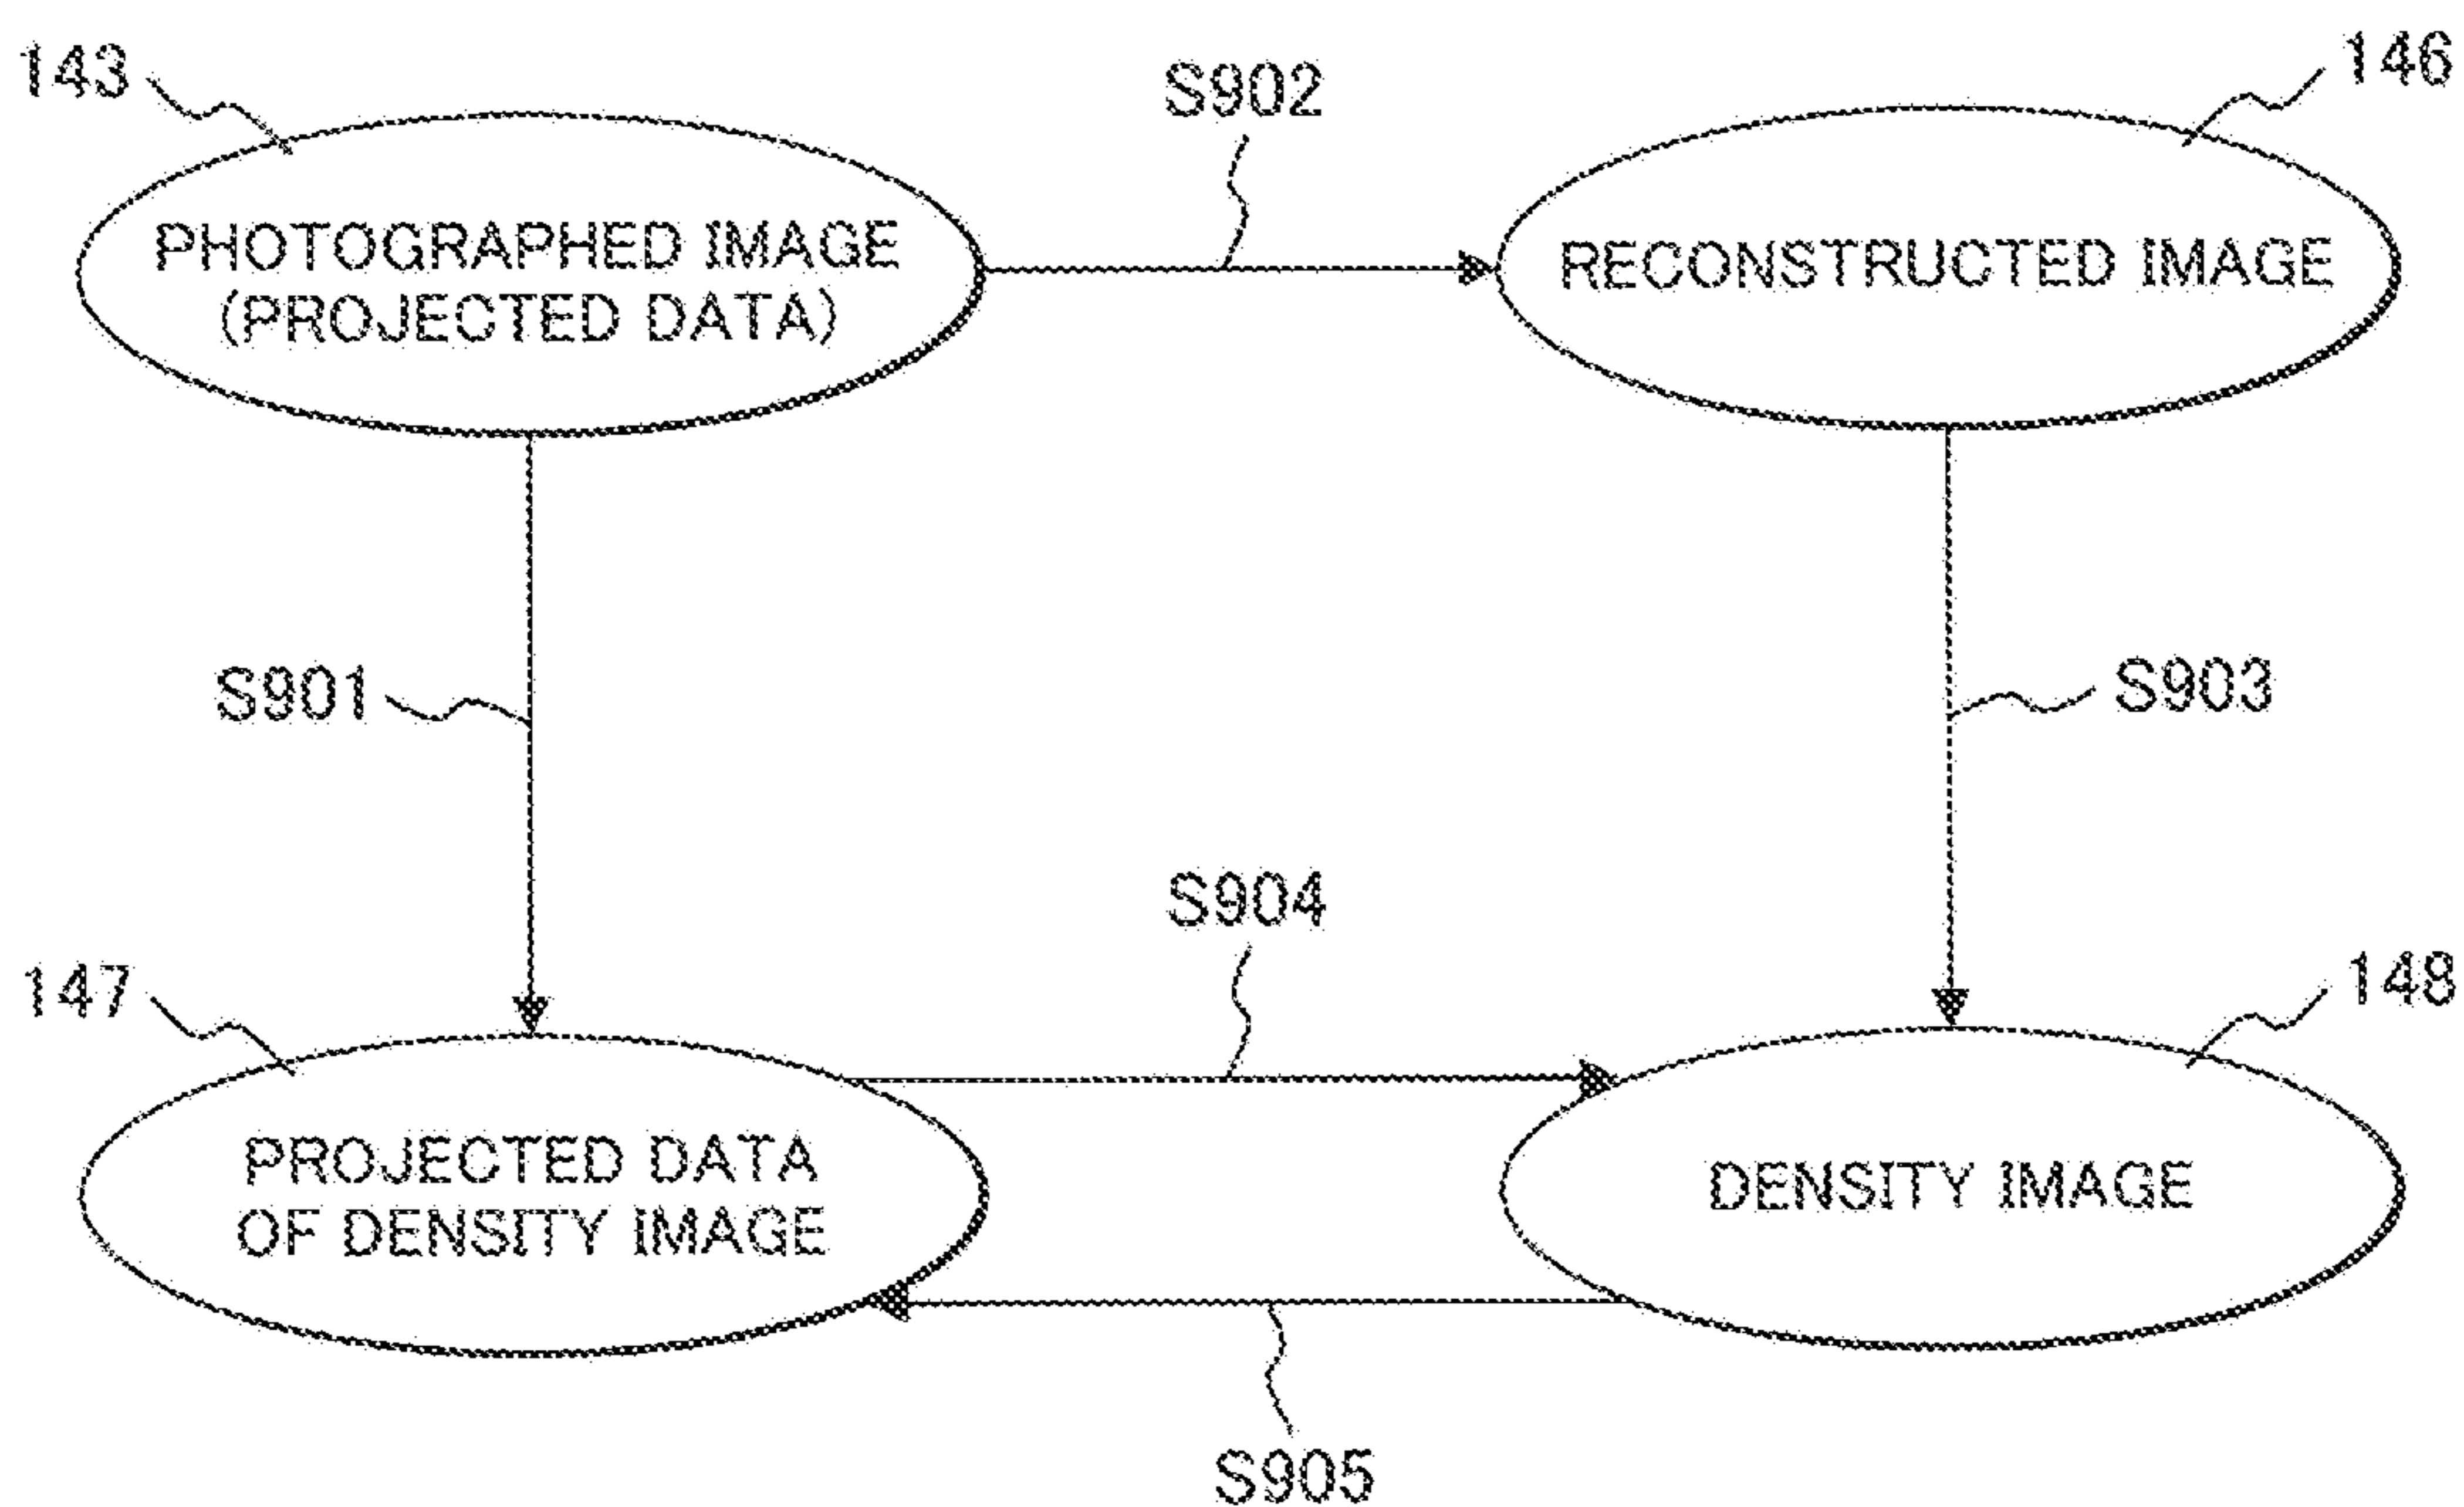 143
S902
146
PHOTOGRAPHED IMAGE
(PROJECTED DATA)
RECONSTRUCTED IMAGE
S901
S903
S904
147
148
PROJECTED DATA
OF DENSITY IMAGE
DENSITY IMAGE
S905